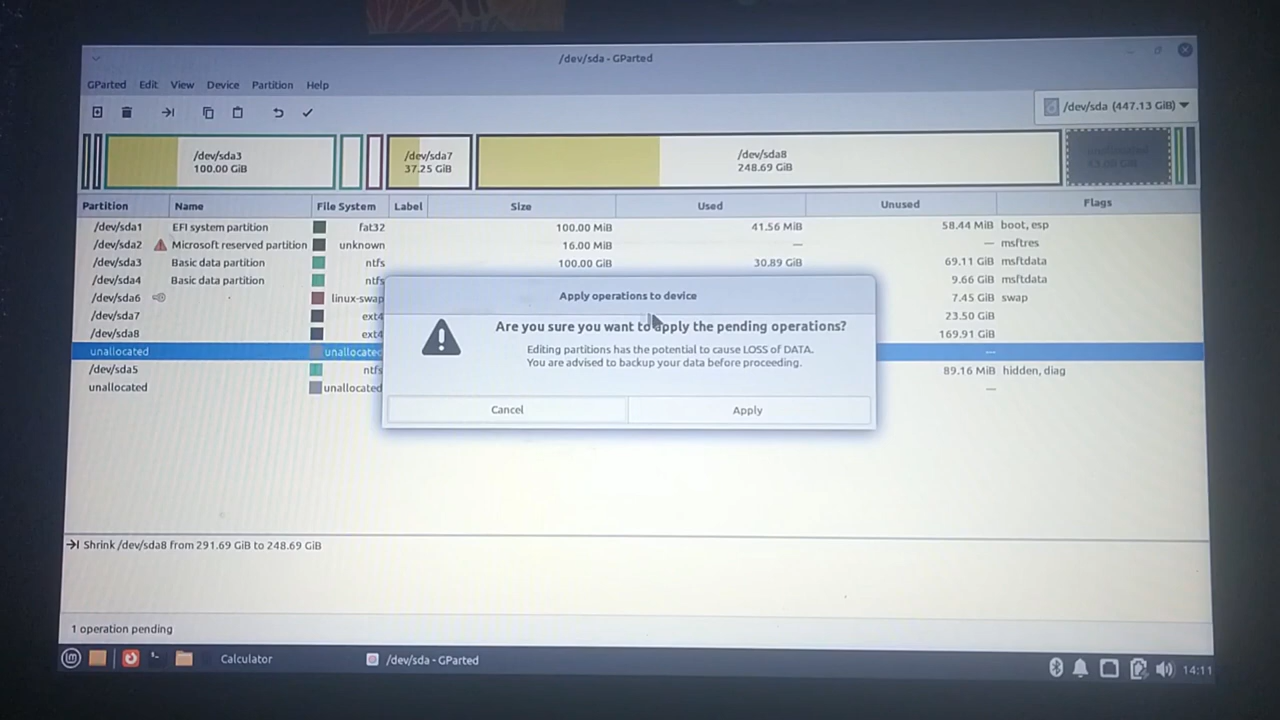 /dev/sda - GParted
GParted Edit View Device Partition Help
/dev/sda (447.13 GiB)
/dev/sda3
100.00 GiB
/dev/sda7
37.25 GiB
/dev/sda8
248.69 GiB
Partition Name File System Label Size Used Unused Flags
/dev/sda1 EFI system partition fat32 100.00 MiB 41.56 MiB 58.44 MiB boot, esp
/dev/sda2 Microsoft reserved partition unknown 16.00 MiB — — msftres
/dev/sda3 Basic data partition ntfs 100.00 GiB 30.89 GiB 69.11 GiB msftdata
/dev/sda4 Basic data partition ntfs 9.66 GiB msftdata
/dev/sda6 linux-swap 7.45 GiB swap
/dev/sda7 ext4 23.50 GiB
/dev/sda8 ext4 169.91 GiB
unallocated unallocated —
/dev/sda5 ntfs 89.16 MiB hidden, diag
unallocated unallocated —
Apply operations to device
Are you sure you want to apply the pending operations?
Editing partitions has the potential to cause LOSS of DATA.
You are advised to backup your data before proceeding.
Cancel Apply
Shrink /dev/sda8 from 291.69 GiB to 248.69 GiB
1 operation pending
Calculator /dev/sda - GParted 14:11